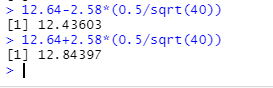 > 12.64-2.58*(0.5/sqrt(40))
[1] 12.43603
> 12.64+2.58*(0.5/sqrt(40))
[1] 12.84397
>